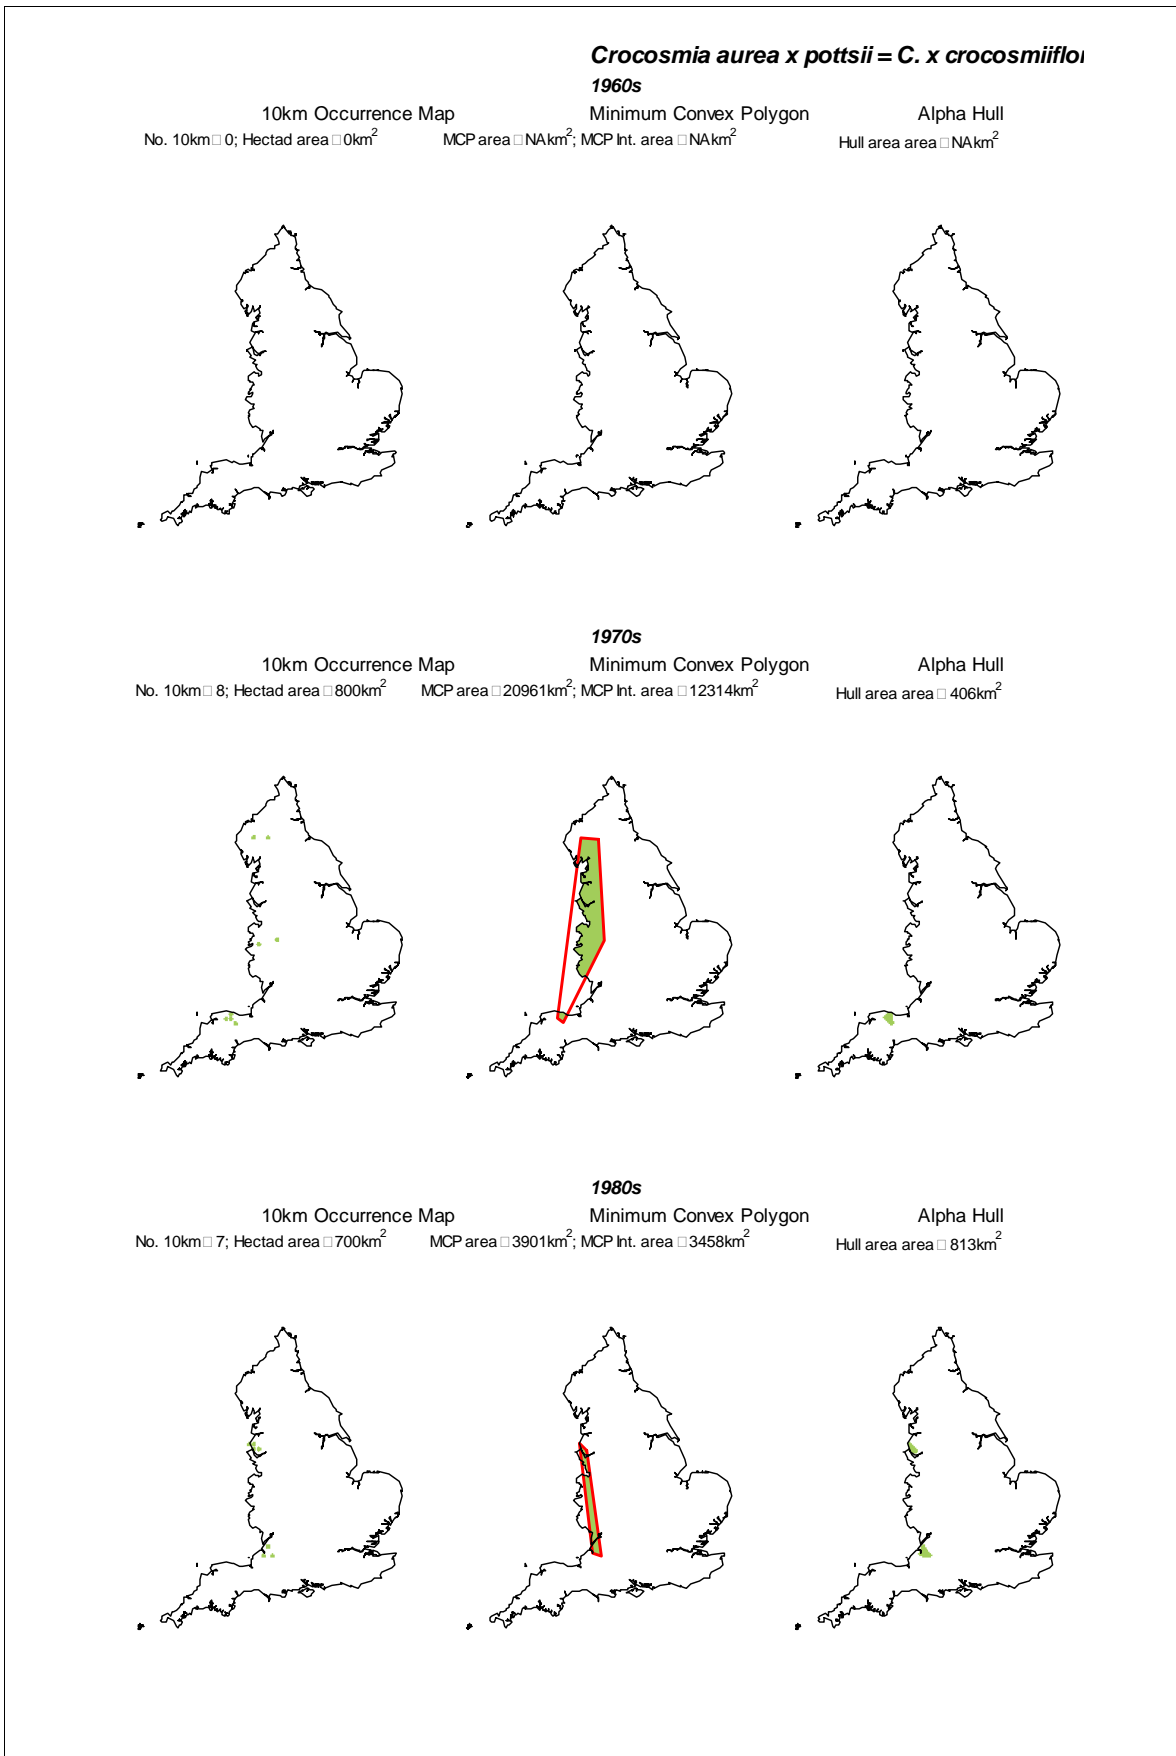 Crocosmia aurea x pottsii = C. x crocosmiiflor
1960s
10km Occurrence Map Minimum Convex Polygon Alpha Hull
No. 10km□0; Hectad area□0km² MCP area□NAkm²; MCP Int. area□NAkm² Hull area area□NAkm²
1970s
10km Occurrence Map Minimum Convex Polygon Alpha Hull
No. 10km□8; Hectad area□800km² MCP area□20961km²; MCP Int. area□12314km² Hull area area□406km²
1980s
10km Occurrence Map Minimum Convex Polygon Alpha Hull
No. 10km□7; Hectad area□700km² MCP area□3901km²; MCP Int. area□3458km² Hull area area□813km²